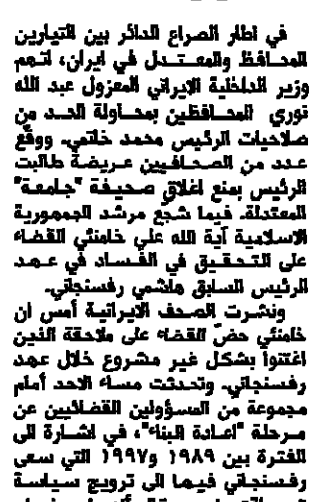 في اطار الصراع الدائر بين التيارين
المحافظ والمعتدل في ايران، اتهم
وزير الداخلية الايراني المعزول عبد الله
نوري المحافظين بمحاولة الحد من
صلاحيات الرئيس محمد خاتمي. ووقّع
عدد من الصحافيين عريضة طالبت
الرئيس بمنع اغلاق صحيفة "جامعة"
المعتدلة. فيما شجّع مرشد الجمهورية
الاسلامية آية الله علي خامنئي القضاء
على التحقيق في الفساد في عهد
الرئيس السابق هاشمي رفسنجاني.
ونشرت الصحف الايرانية أمس ان
خامنئي حضّ القضاء على ملاحقة الذين
اغتنوا بشكل غير مشروع خلال عهد
رفسنجاني. وتحدثت مساء الاحد أمام
مجموعة من المسؤولين القضائيين عن
مرحلة "اعادة البناء"، في اشارة الى
الفترة بين ١٩٨٩ و١٩٩٧ التي سعى
رفسنجاني فيها الى ترويج سياسة